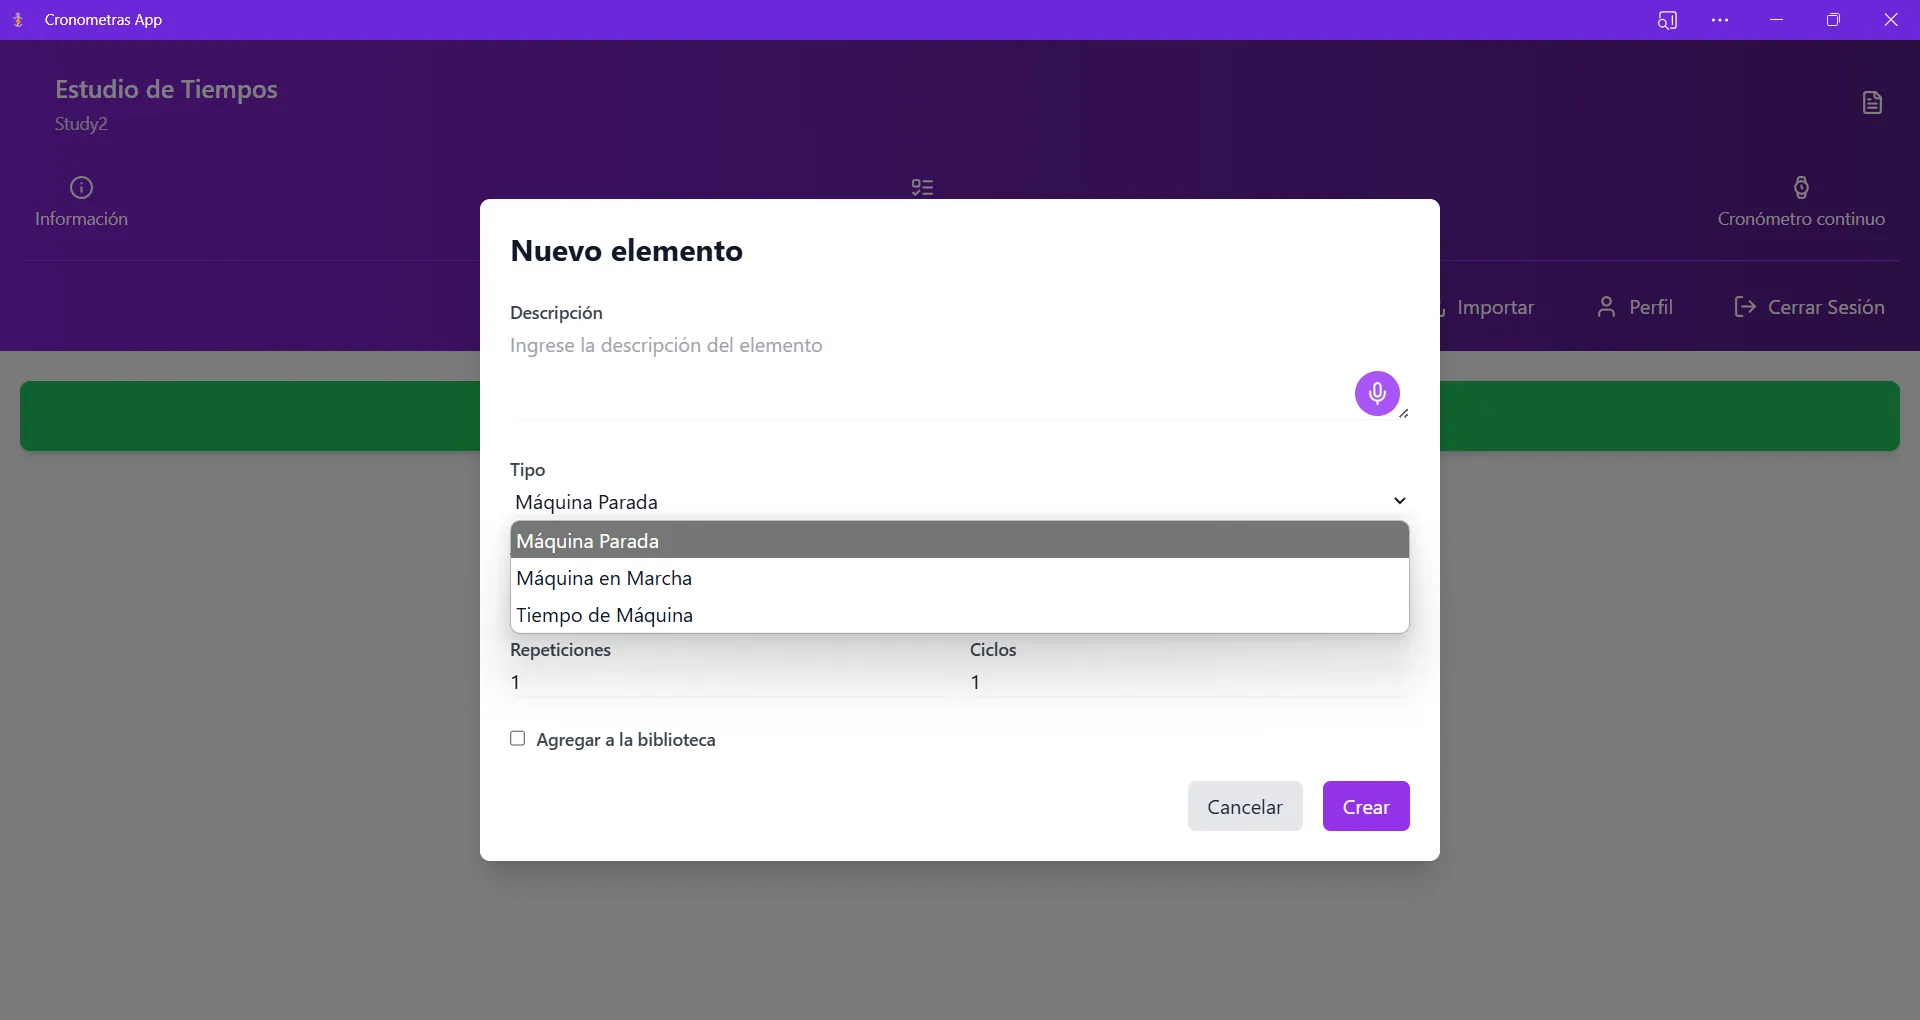 Cronometras App
Estudio de Tiempos
Study2
Información
Cronómetro continuo
Importar
Perfil
Cerrar Sesión
Nuevo elemento
Descripción
Ingrese la descripción del elemento
Tipo
Máquina Parada
Máquina Parada
Máquina en Marcha
Tiempo de Máquina
Repeticiones
Ciclos
1
1
Agregar a la biblioteca
Cancelar
Crear